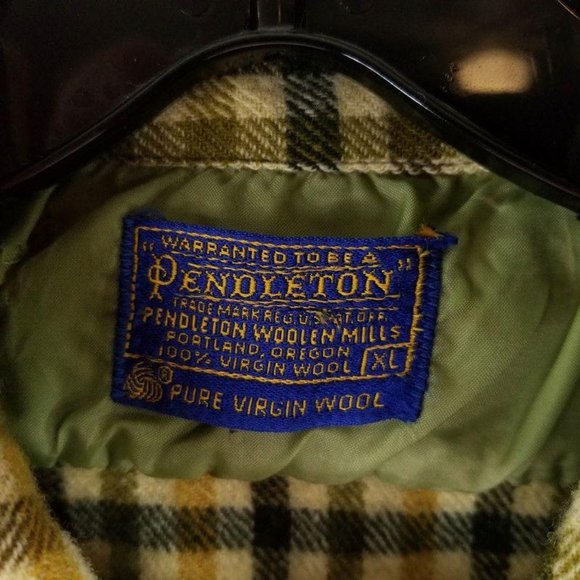 "WARRANTED TO BE A
PENDLETON"
TRADE MARK REG. U.S. PAT. OFF.
PENDLETON WOOLEN MILLS
PORTLAND, OREGON
100% VIRGIN WOOL XL
® PURE VIRGIN WOOL